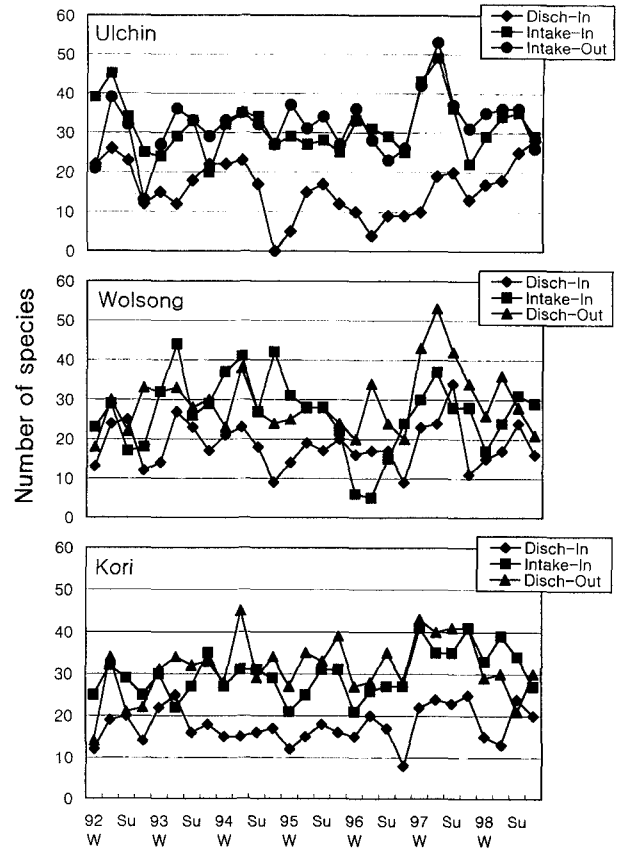 Number of species
Ulchin
Disch-In
Intake-In
Intake-Out
60
50
40
30
20
10
0
Wolsong
Disch-In
Intake-In
Disch-Out
60
50
40
30
20
10
0
Kori
Disch-In
Intake-In
Disch-Out
60
50
40
30
20
10
0
92 Su 93 Su 94 Su 95 Su 96 Su 97 Su 98 Su
W W W W W W W